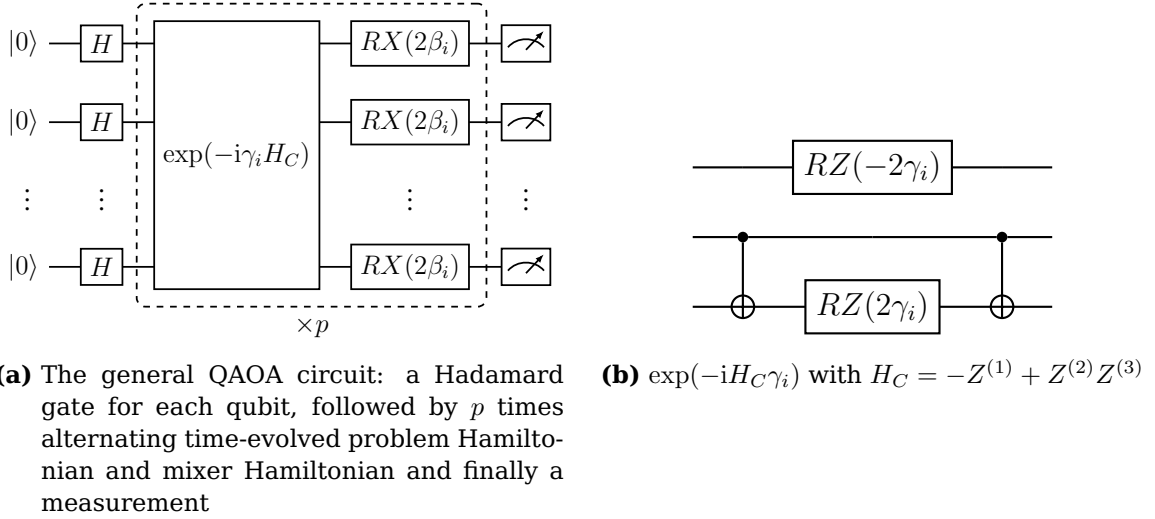 |0⟩ H RX(2β_i)
|0⟩ H RX(2β_i)
exp(−iγ_i H_C)
⋮ ⋮ ⋮ ⋮
|0⟩ H RX(2β_i)
×p
RZ(−2γ_i)
RZ(2γ_i)
(a) The general QAOA circuit: a Hadamard
gate for each qubit, followed by p times
alternating time-evolved problem Hamilto-
nian and mixer Hamiltonian and finally a
measurement
(b) exp(−iH_Cγ_i) with H_C = −Z^(1) + Z^(2)Z^(3)